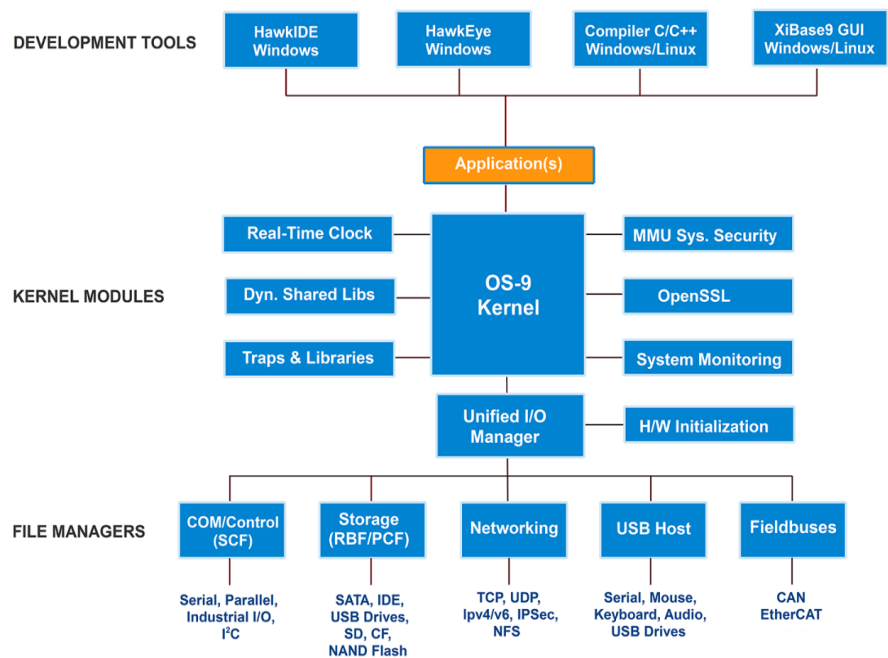 DEVELOPMENT TOOLS
HawkIDE
Windows
HawkEye
Windows
Compiler C/C++
Windows/Linux
XiBase9 GUI
Windows/Linux
Application(s)
KERNEL MODULES
Real-Time Clock
Dyn. Shared Libs
Traps & Libraries
OS-9
Kernel
MMU Sys. Security
OpenSSL
System Monitoring
Unified I/O
Manager
H/W Initialization
FILE MANAGERS
COM/Control
(SCF)
Storage
(RBF/PCF)
Networking
USB Host
Fieldbuses
Serial, Parallel,
Industrial I/O,
I²C
SATA, IDE,
USB Drives,
SD, CF,
NAND Flash
TCP, UDP,
Ipv4/v6, IPSec,
NFS
Serial, Mouse,
Keyboard, Audio,
USB Drives
CAN
EtherCAT